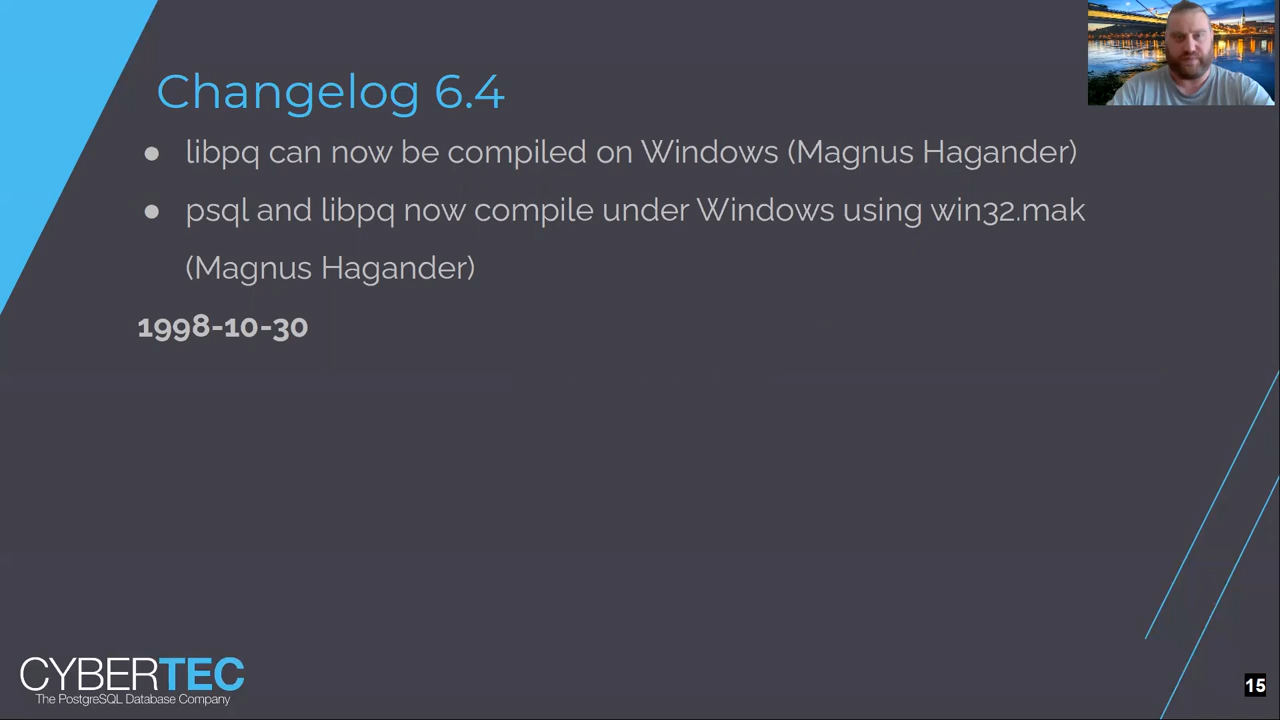 Changelog 6.4
● libpq can now be compiled on Windows (Magnus Hagander)
● psql and libpq now compile under Windows using win32.mak
(Magnus Hagander)
1998-10-30
CYBERTEC
The PostgreSQL Database Company
15